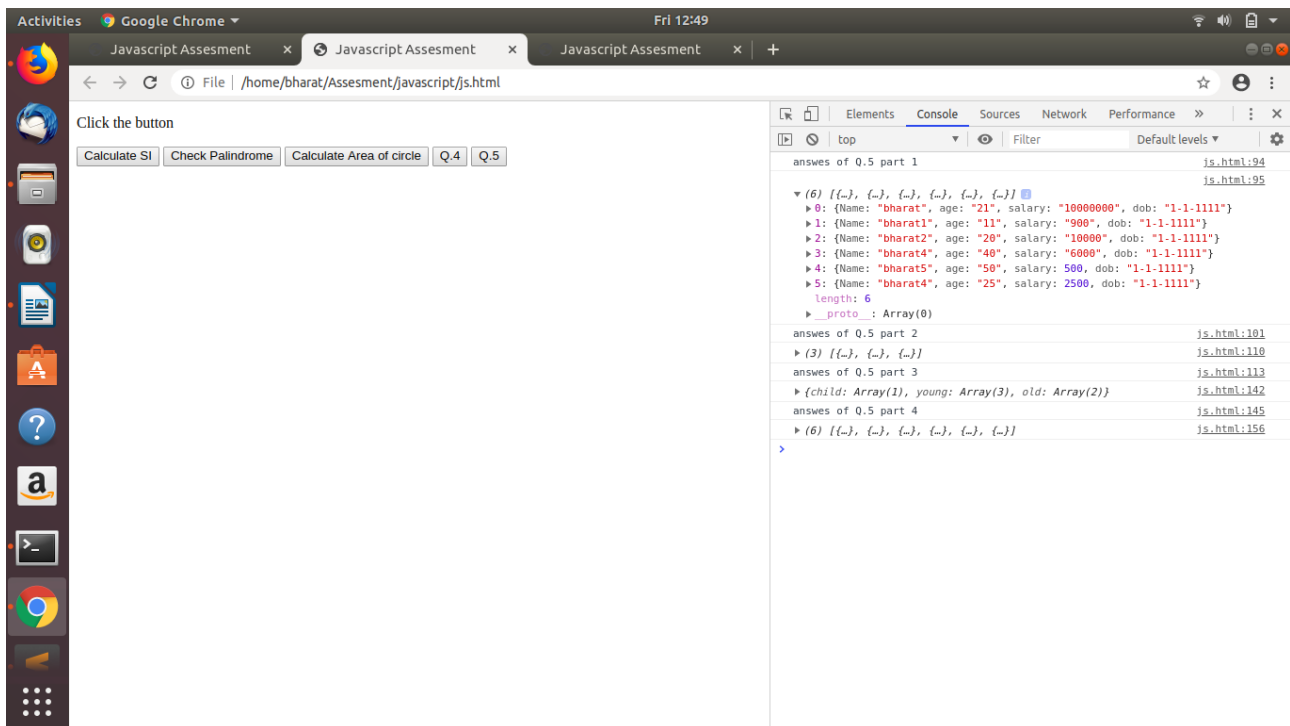 Activities Google Chrome ▾ Fri 12:49
Javascript Assesment × Javascript Assesment × Javascript Assesment × +
File | /home/bharat/Assesment/javascript/js.html
Click the button
Calculate SI Check Palindrome Calculate Area of circle Q.4 Q.5
Elements Console Sources Network Performance »
top Filter Default levels ▾
answes of Q.5 part 1 js.html:94
js.html:95
▾ (6) [{…}, {…}, {…}, {…}, {…}, {…}] i
▸ 0: {Name: "bharat", age: "21", salary: "10000000", dob: "1-1-1111"}
▸ 1: {Name: "bharat1", age: "11", salary: "900", dob: "1-1-1111"}
▸ 2: {Name: "bharat2", age: "20", salary: "10000", dob: "1-1-1111"}
▸ 3: {Name: "bharat4", age: "40", salary: "6000", dob: "1-1-1111"}
▸ 4: {Name: "bharat5", age: "50", salary: 500, dob: "1-1-1111"}
▸ 5: {Name: "bharat4", age: "25", salary: 2500, dob: "1-1-1111"}
length: 6
▸ __proto__: Array(0)
answes of Q.5 part 2 js.html:101
▸ (3) [{…}, {…}, {…}] js.html:110
answes of Q.5 part 3 js.html:113
▸ {child: Array(1), young: Array(3), old: Array(2)} js.html:142
answes of Q.5 part 4 js.html:145
▸ (6) [{…}, {…}, {…}, {…}, {…}, {…}] js.html:156